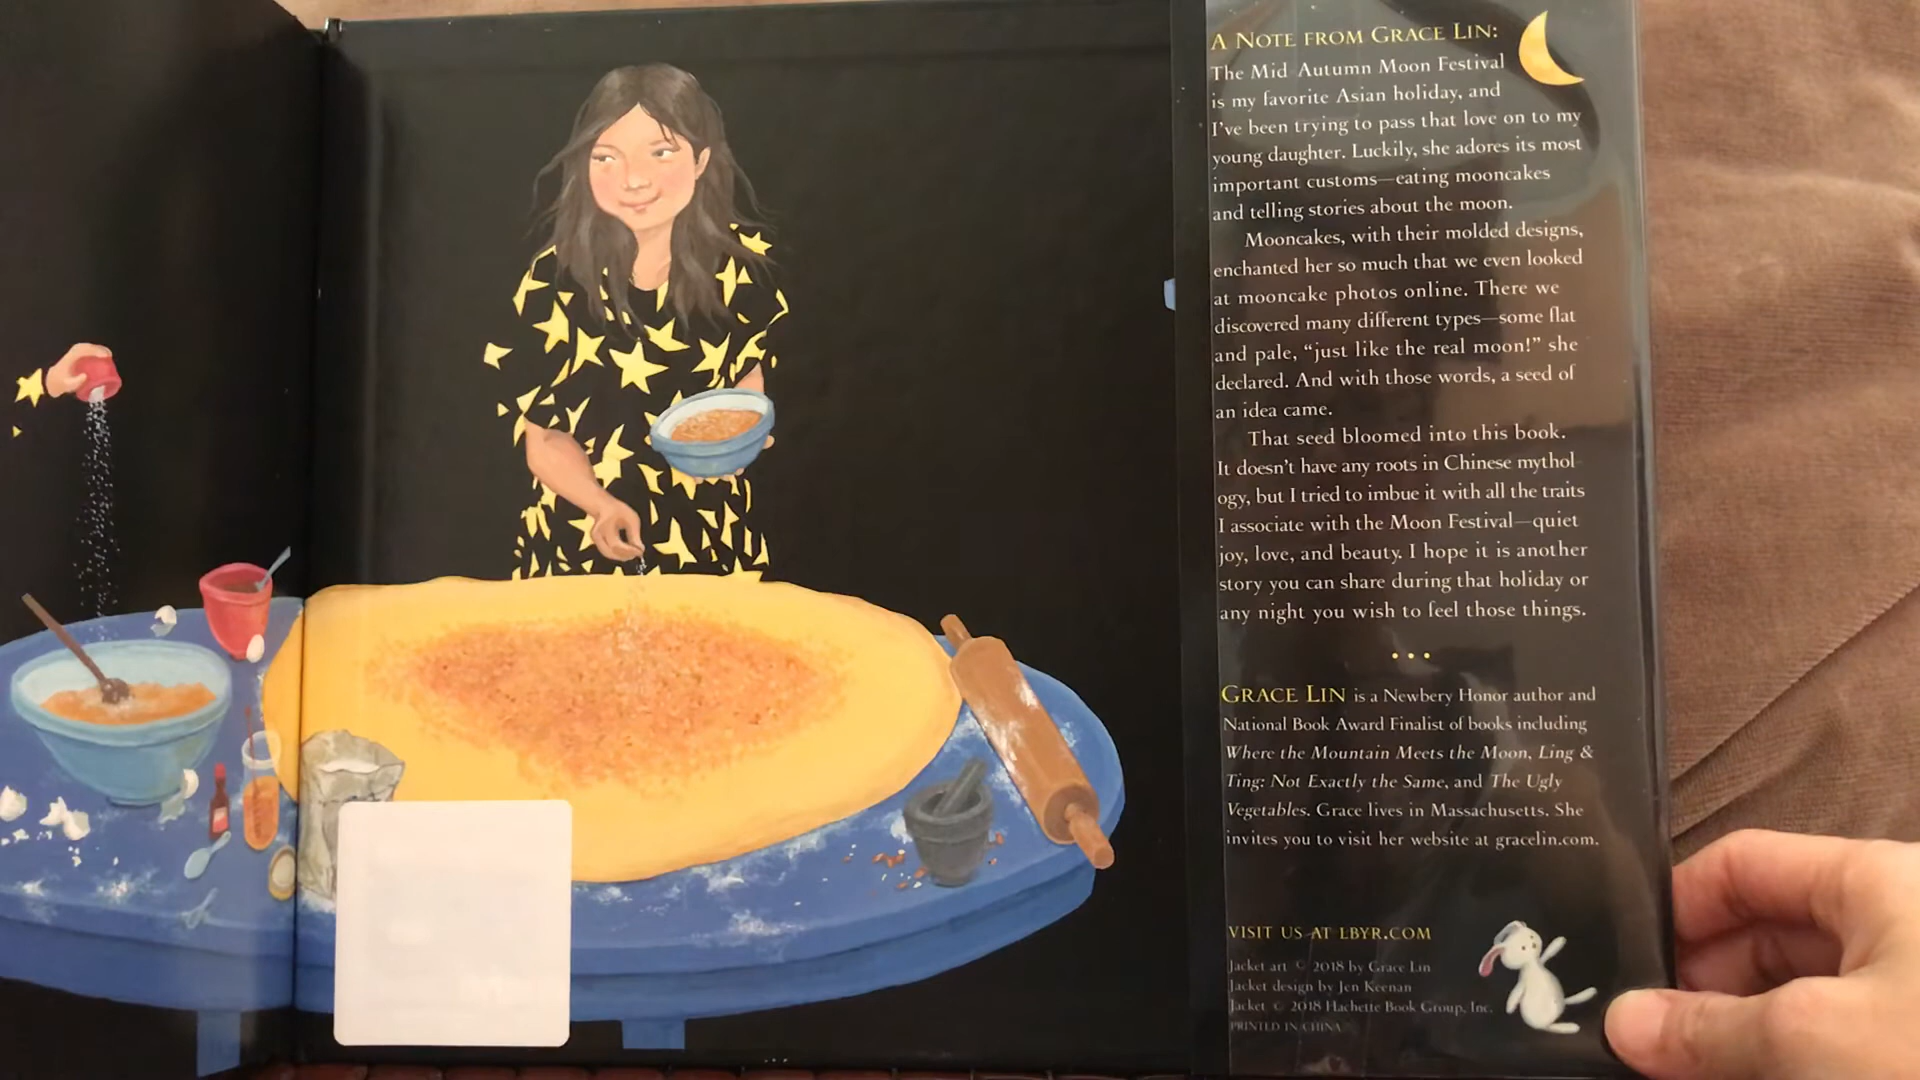 A NOTE FROM GRACE LIN:
The Mid Autumn Moon Festival
is my favorite Asian holiday, and
I've been trying to pass that love on to my
young daughter. Luckily, she adores its most
important customs—eating mooncakes
and telling stories about the moon.
Mooncakes, with their molded designs,
enchanted her so much that we even looked
at mooncake photos online. There we
discovered many different types—some flat
and pale, “just like the real moon!” she
declared. And with those words, a seed of
an idea came.
That seed bloomed into this book.
It doesn't have any roots in Chinese mythol
ogy, but I tried to imbue it with all the traits
I associate with the Moon Festival—quiet
joy, love, and beauty. I hope it is another
story you can share during that holiday or
any night you wish to feel those things.
• • •
GRACE LIN is a Newbery Honor author and
National Book Award Finalist of books including
Where the Mountain Meets the Moon, Ling &
Ting: Not Exactly the Same, and The Ugly
Vegetables. Grace lives in Massachusetts. She
invites you to visit her website at gracelin.com.
VISIT US AT LBYR.COM
Jacket art © 2018 by Grace Lin
Jacket design by Jen Keenan
Jacket © 2018 Hachette Book Group, Inc.
PRINTED IN CHINA